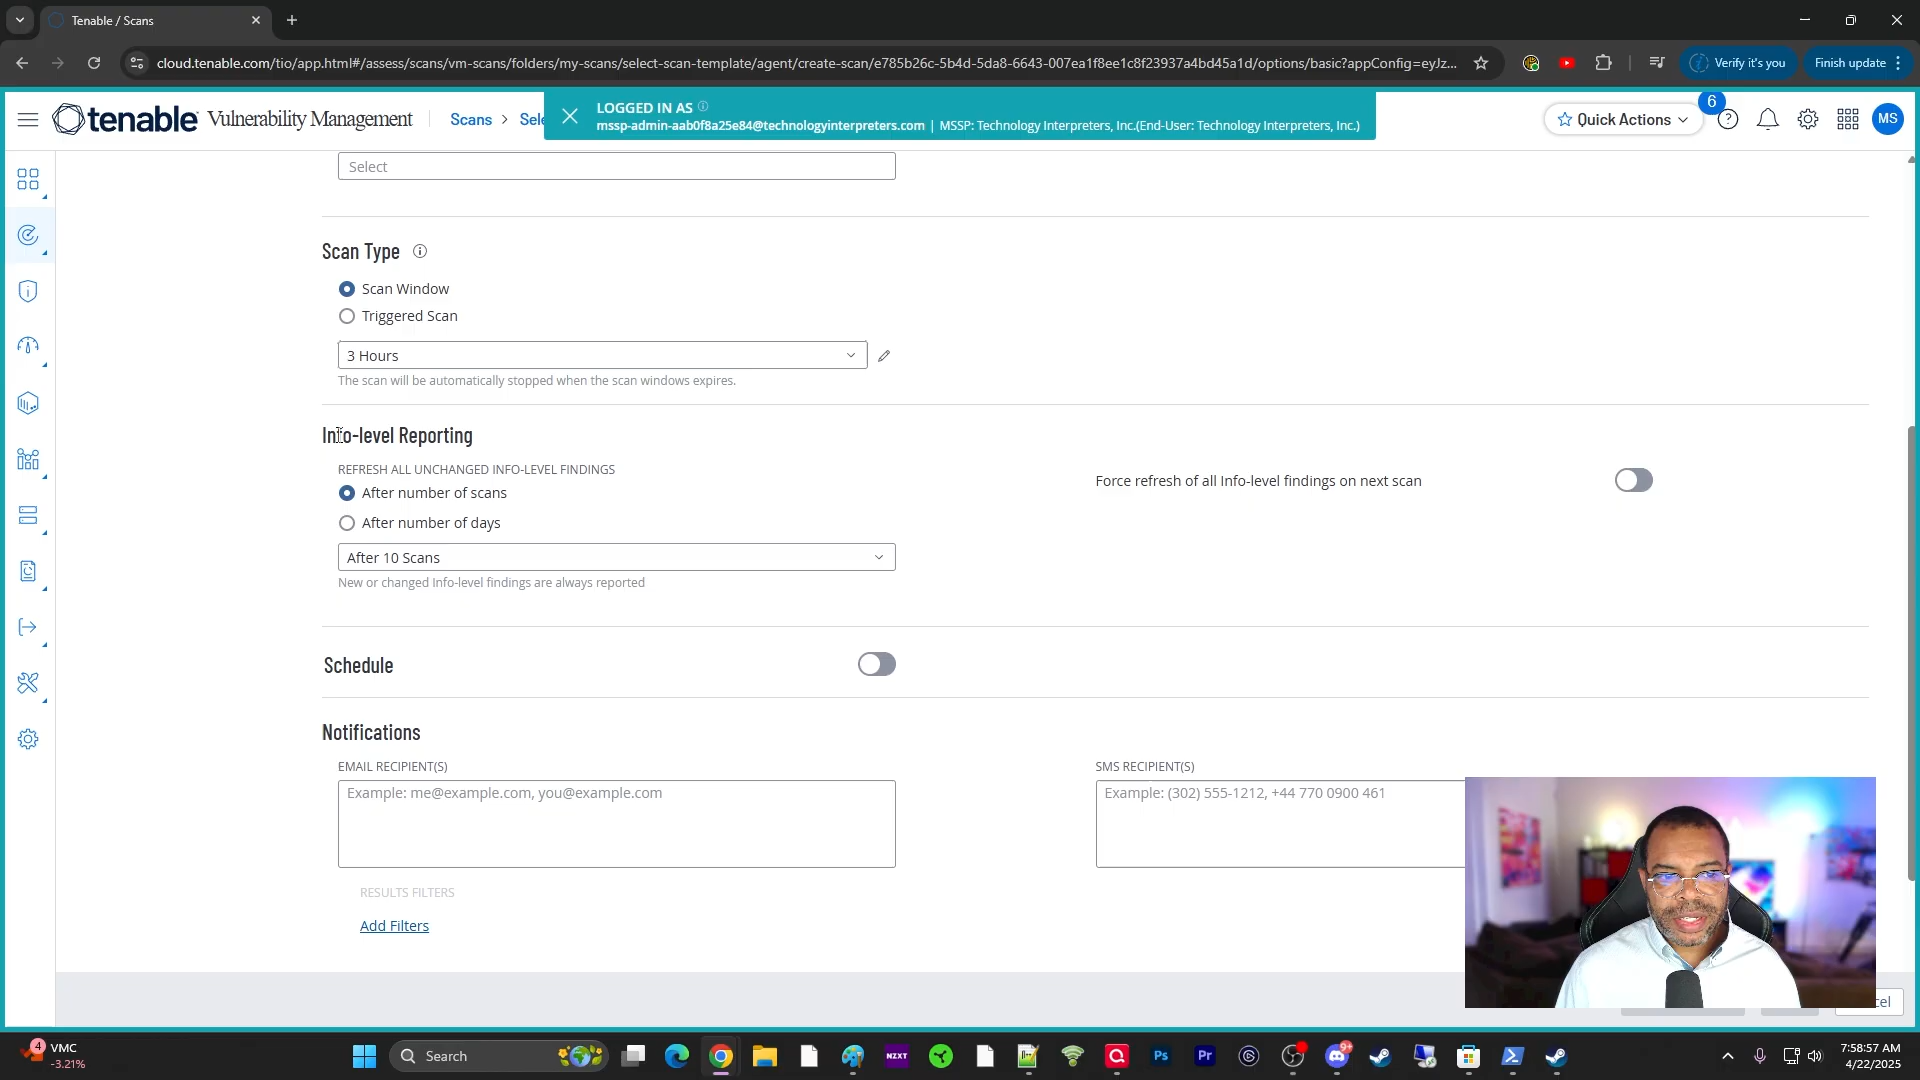 Tenable / Scans
cloud.tenable.com/tio/app.html#/assess/scans/vm-scans/folders/my-scans/select-scan-template/agent/create-scan/e785b26c-5b4d-5da8-6643-007ea1f8ee1c8f23937a4bd45a1d/options/basic?appConfig=eyJz...
Verify it's you
Finish update
tenable Vulnerability Management
Scans > Sele
LOGGED IN AS
mssp-admin-aab0f8a25e84@technologyinterpreters.com | MSSP: Technology Interpreters, Inc.(End-User: Technology Interpreters, Inc.)
Quick Actions
6
MS
Select
Scan Type
Scan Window
Triggered Scan
3 Hours
The scan will be automatically stopped when the scan windows expires.
Info-level Reporting
REFRESH ALL UNCHANGED INFO-LEVEL FINDINGS
After number of scans
After number of days
After 10 Scans
New or changed Info-level findings are always reported
Force refresh of all Info-level findings on next scan
Schedule
Notifications
EMAIL RECIPIENT(S)
Example: me@example.com, you@example.com
SMS RECIPIENT(S)
Example: (302) 555-1212, +44 770 0900 461
RESULTS FILTERS
Add Filters
cel
4
VMC
-3.21%
Search
NZXT
Ps
Pr
9+
7:58:57 AM
4/22/2025